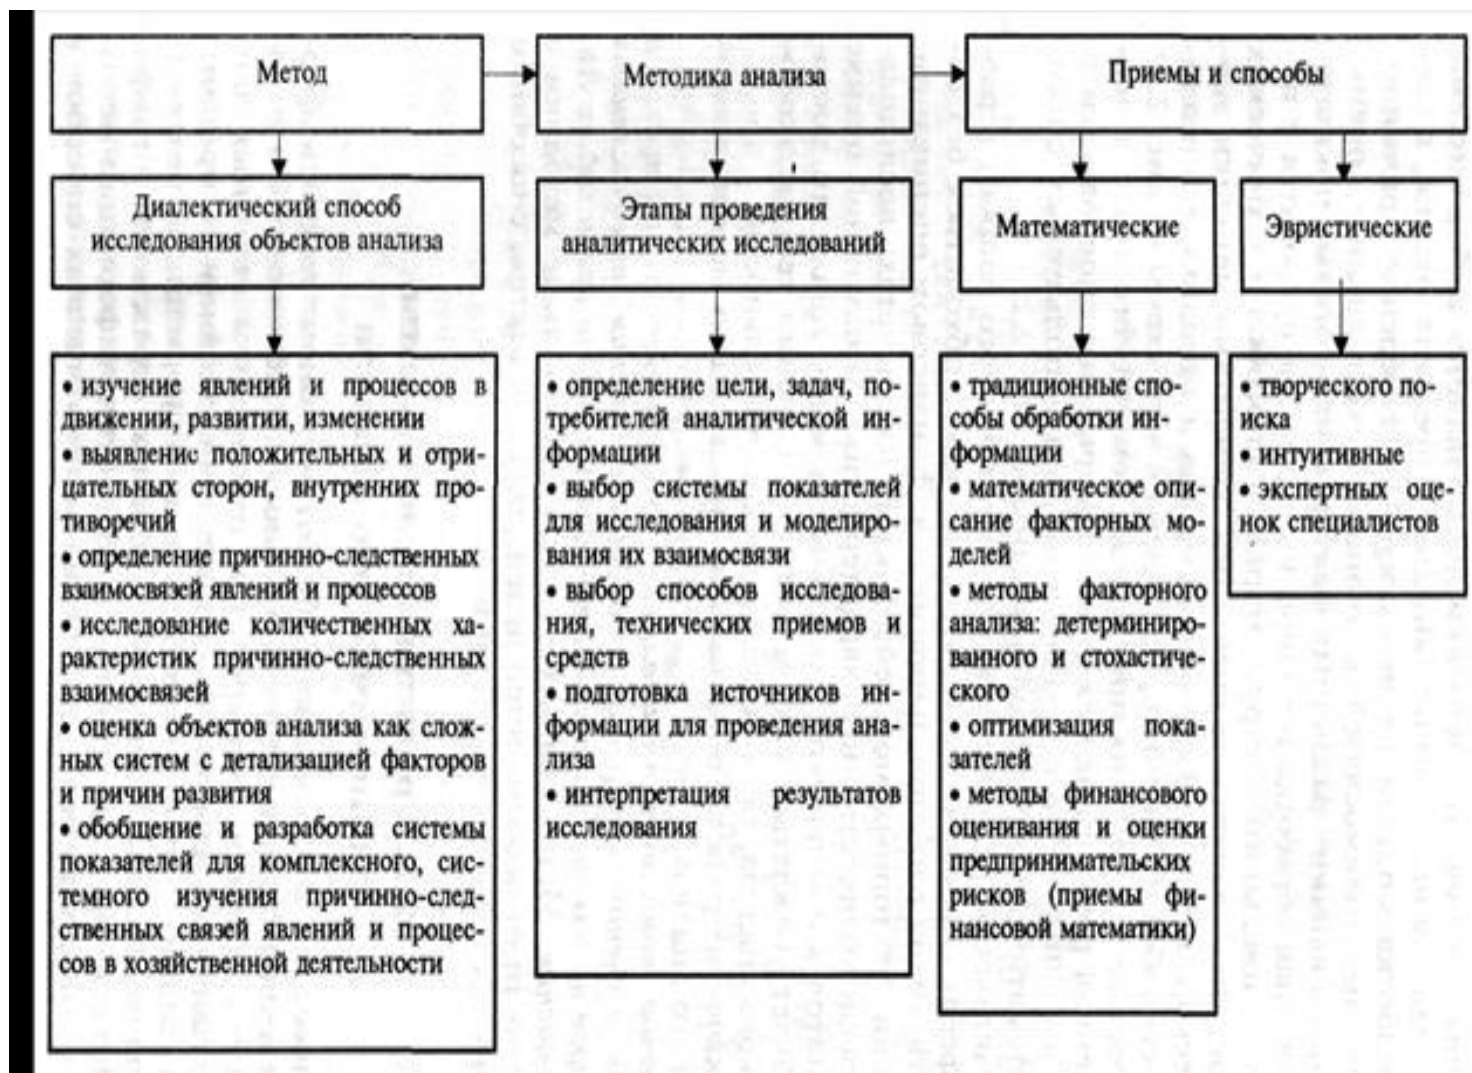 Метод
Методика анализа
Приемы и способы
Диалектический способ
исследования объектов анализа
Этапы проведения
аналитических исследований
Математические
Эвристические
• изучение явлений и процессов в
движении, развитии, изменении
• выявление положительных и отри-
цательных сторон, внутренних про-
тиворечий
• определение причинно-следственных
взаимосвязей явлений и процессов
• исследование количественных ха-
рактеристик причинно-следственных
взаимосвязей
• оценка объектов анализа как слож-
ных систем с детализацией факторов
и причин развития
• обобщение и разработка системы
показателей для комплексного, сис-
темного изучения причинно-след-
ственных связей явлений и процес-
сов в хозяйственной деятельности
• определение цели, задач, по-
требителей аналитической ин-
формации
• выбор системы показателей
для исследования и моделиро-
вания их взаимосвязи
• выбор способов исследова-
ния, технических приемов и
средств
• подготовка источников ин-
формации для проведения ана-
лиза
• интерпретация результатов
исследования
• традиционные спо-
собы обработки ин-
формации
• математическое опи-
сание факторных мо-
делей
• методы факторного
анализа: детерминиро-
ванного и стохастиче-
ского
• оптимизация пока-
зателей
• методы финансового
оценивания и оценки
предпринимательских
рисков (приемы фи-
нансовой математики)
• творческого по-
иска
• интуитивные
• экспертных оце-
нок специалистов